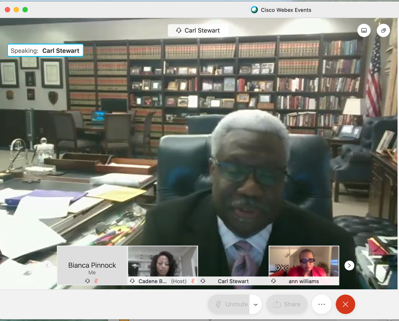 Cisco Webex Events
Carl Stewart
Speaking: Carl Stewart
Bianca Pinnock
Me
Cadene B... (Host)
Carl Stewart
ann williams
Unmute
Share